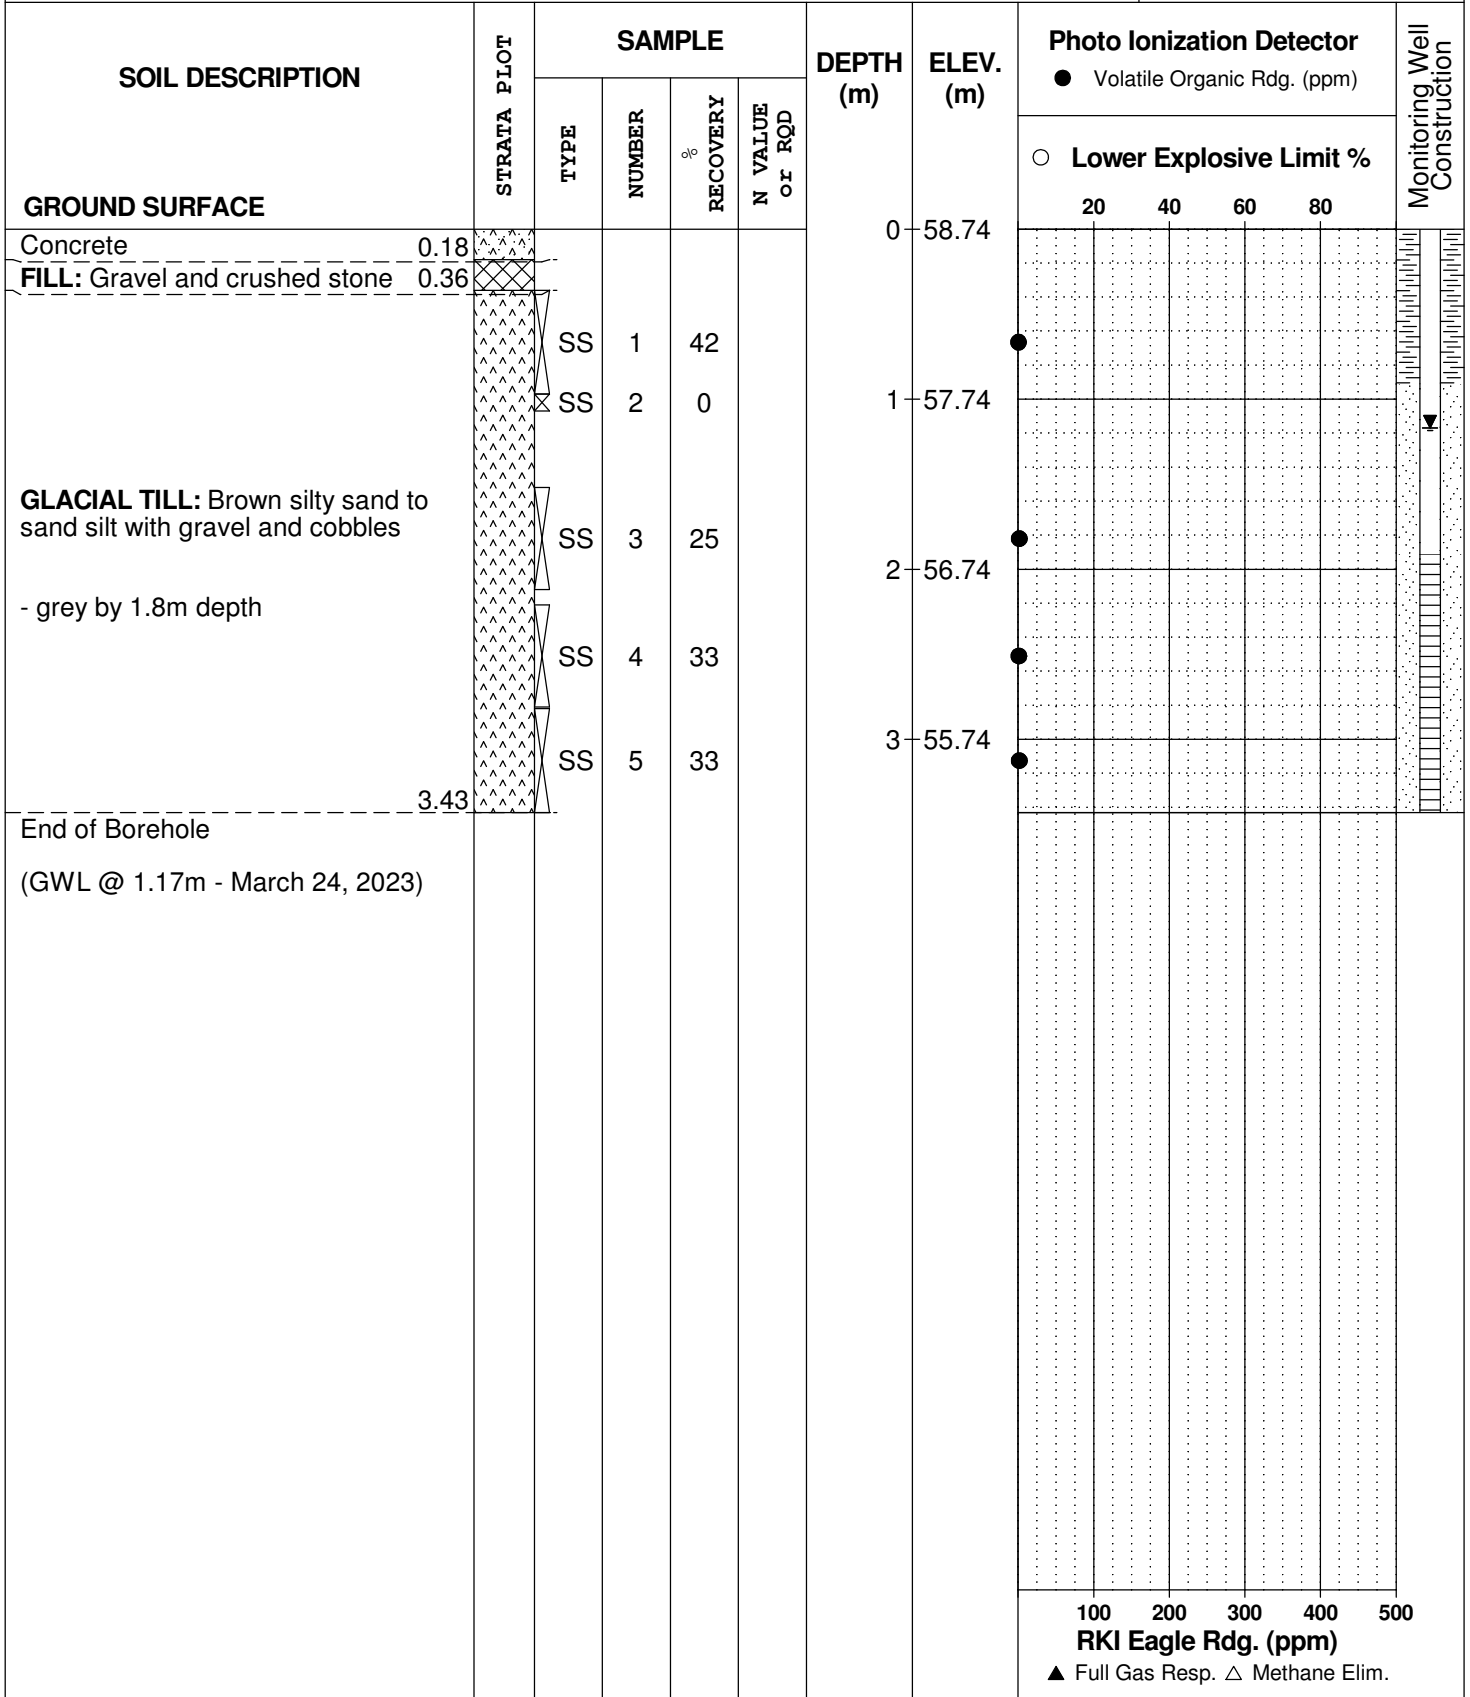 SOIL DESCRIPTION
GROUND SURFACE
STRATA PLOT
SAMPLE
TYPE
NUMBER
% RECOVERY
N VALUE
or RQD
DEPTH
(m)
ELEV.
(m)
Photo Ionization Detector
● Volatile Organic Rdg. (ppm)
○ Lower Explosive Limit %
20 40 60 80
Monitoring Well
Construction
0 58.74
Concrete 0.18
FILL: Gravel and crushed stone 0.36
SS 1 42
1 57.74
SS 2 0
GLACIAL TILL: Brown silty sand to
sand silt with gravel and cobbles
SS 3 25
2 56.74
- grey by 1.8m depth
SS 4 33
3 55.74
SS 5 33
3.43
End of Borehole
(GWL @ 1.17m - March 24, 2023)
100 200 300 400 500
RKI Eagle Rdg. (ppm)
▲ Full Gas Resp. △ Methane Elim.